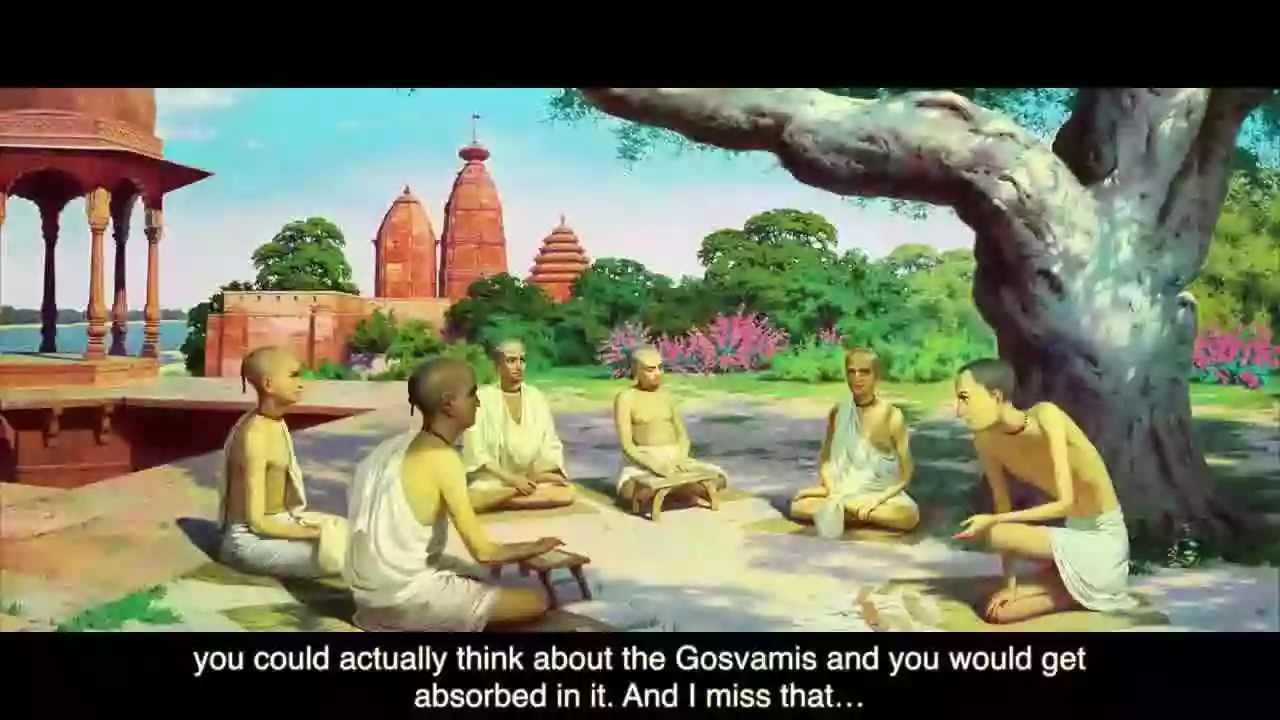 you could actually think about the Gosvamis and you would get
absorbed in it. And I miss that...